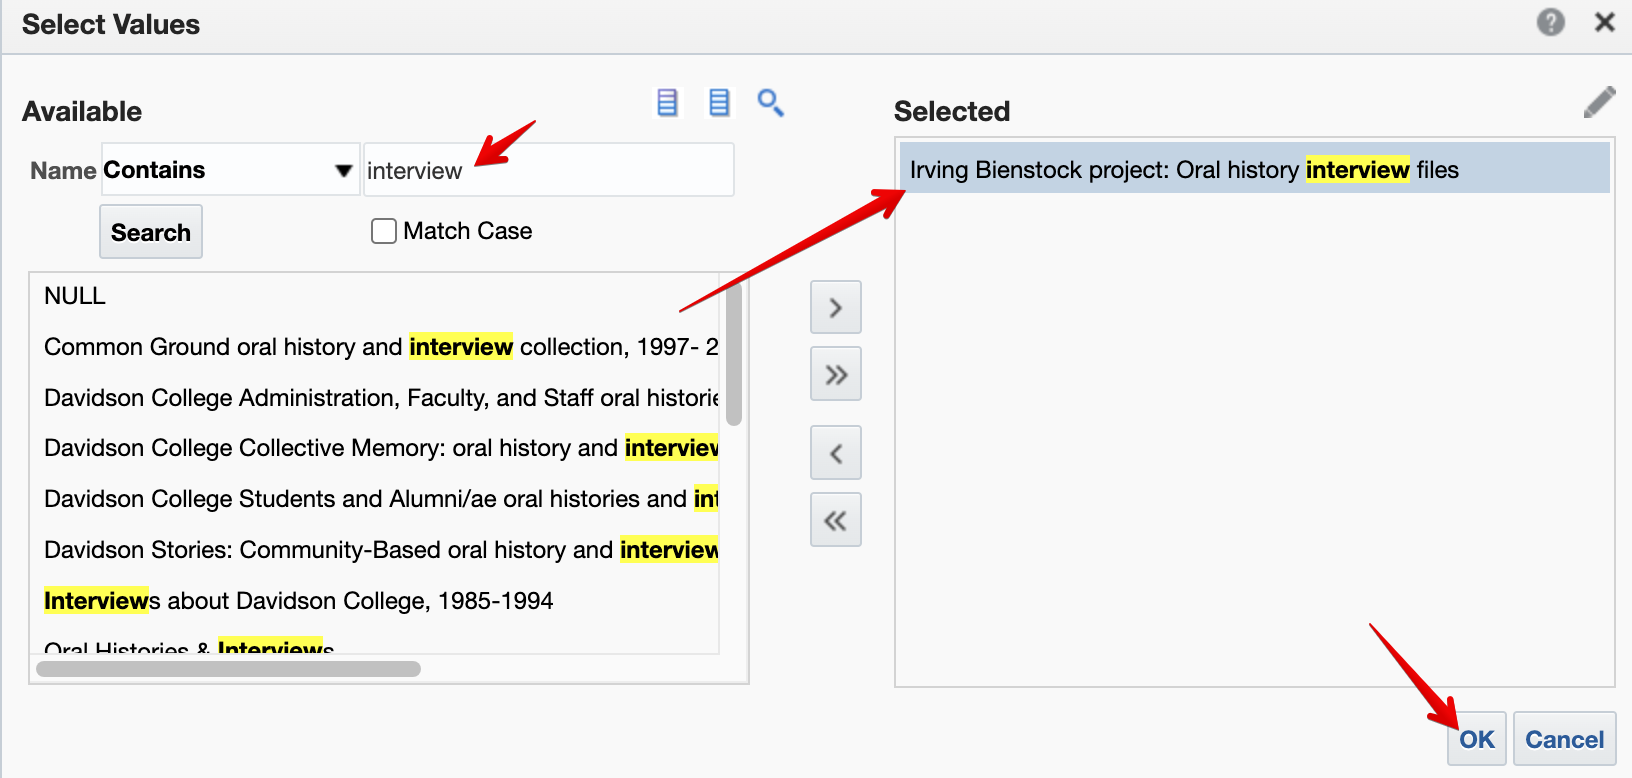 Select Values
Available
Name Contains interview
Search Match Case
NULL
Common Ground oral history and interview collection, 1997- 2
Davidson College Administration, Faculty, and Staff oral historie
Davidson College Collective Memory: oral history and interview
Davidson College Students and Alumni/ae oral histories and int
Davidson Stories: Community-Based oral history and interview
Interviews about Davidson College, 1985-1994
Oral Histories & Interviews
Selected
Irving Bienstock project: Oral history interview files
OK Cancel